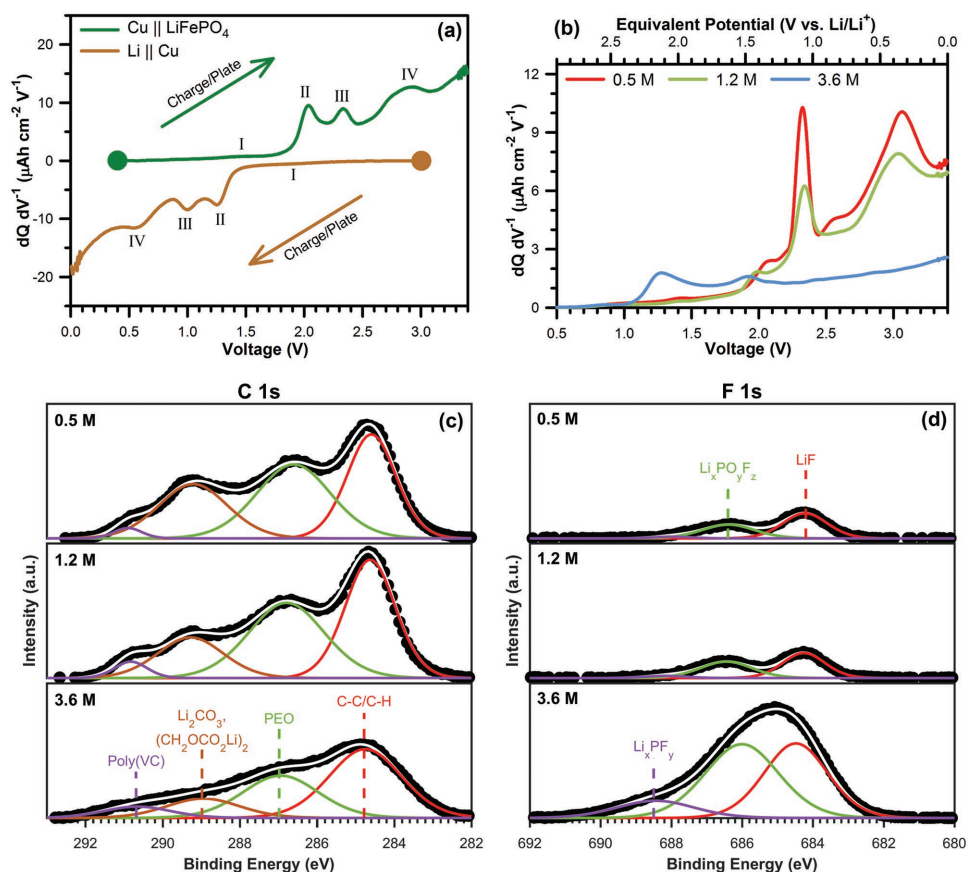 Cu || LiFePO4
Li || Cu
(a)
Charge/Plate
I
II
III
IV
I
II
III
IV
Charge/Plate
20
10
0
-10
-20
dQ dV-1 (µAh cm-2 V-1)
0.0 0.5 1.0 1.5 2.0 2.5 3.0
Voltage (V)
Equivalent Potential (V vs. Li/Li+)
2.5 2.0 1.5 1.0 0.5 0.0
(b)
0.5 M 1.2 M 3.6 M
12
9
6
3
0
dQ dV-1 (µAh cm-2 V-1)
0.5 1.0 1.5 2.0 2.5 3.0
Voltage (V)
C 1s
(c)
0.5 M
1.2 M
3.6 M
Poly(VC)
Li2CO3,
(CH2OCO2Li)2
PEO
C-C/C-H
Intensity (a.u.)
292 290 288 286 284 282
Binding Energy (eV)
F 1s
(d)
0.5 M
LixPOyFz
LiF
1.2 M
3.6 M
LixPFy
Intensity (a.u.)
692 690 688 686 684 682 680
Binding Energy (eV)